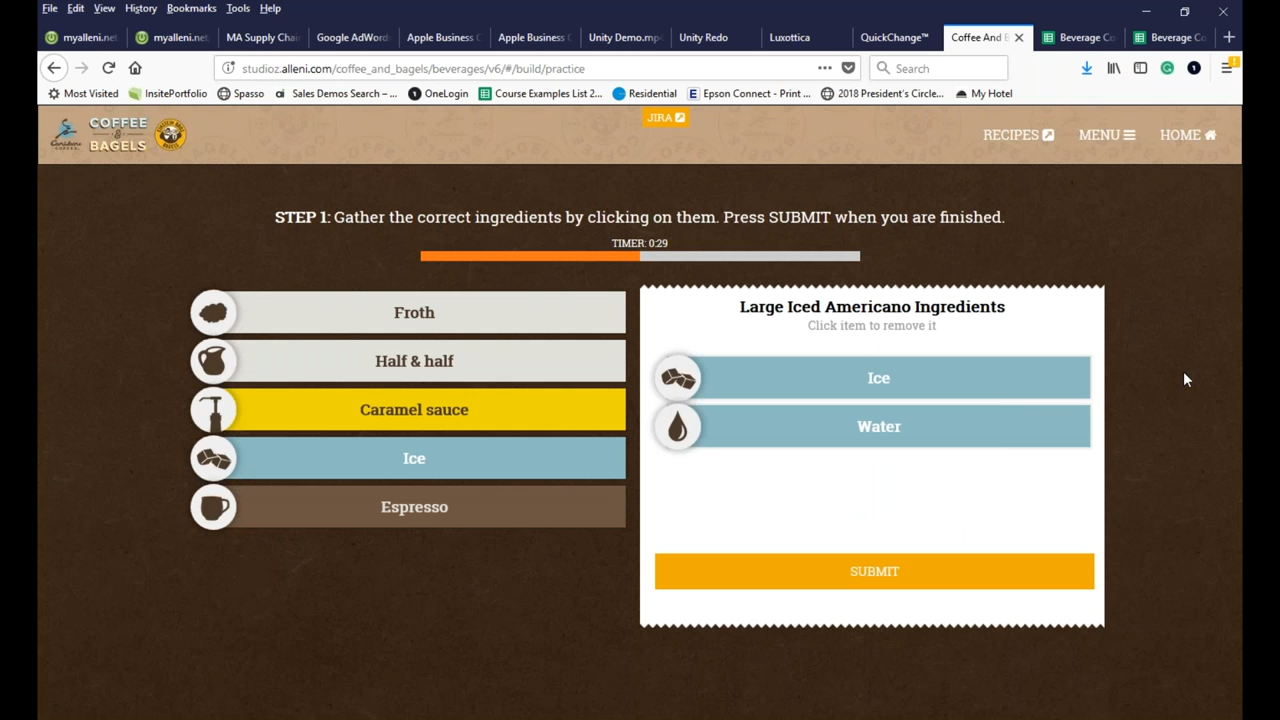 File Edit View History Bookmarks Tools Help
myalleni.net myalleni.net MA Supply Chai Google AdWord Apple Business C Apple Business C Unity Demo.mp4 Unity Redo Luxottica QuickChange™ Coffee And B Beverage Co Beverage Co
studioz.alleni.com/coffee_and_bagels/beverages/v6/#/build/practice Search
Most Visited InsitePortfolio Spasso Sales Demos Search – ... OneLogin Course Examples List 2... Residential Epson Connect - Print ... 2018 President's Circle... My Hotel
JIRA
COFFEE
&
BAGELS
RECIPES MENU HOME
STEP 1: Gather the correct ingredients by clicking on them. Press SUBMIT when you are finished.
TIMER: 0:29
Froth
Half & half
Caramel sauce
Ice
Espresso
Large Iced Americano Ingredients
Click item to remove it
Ice
Water
SUBMIT